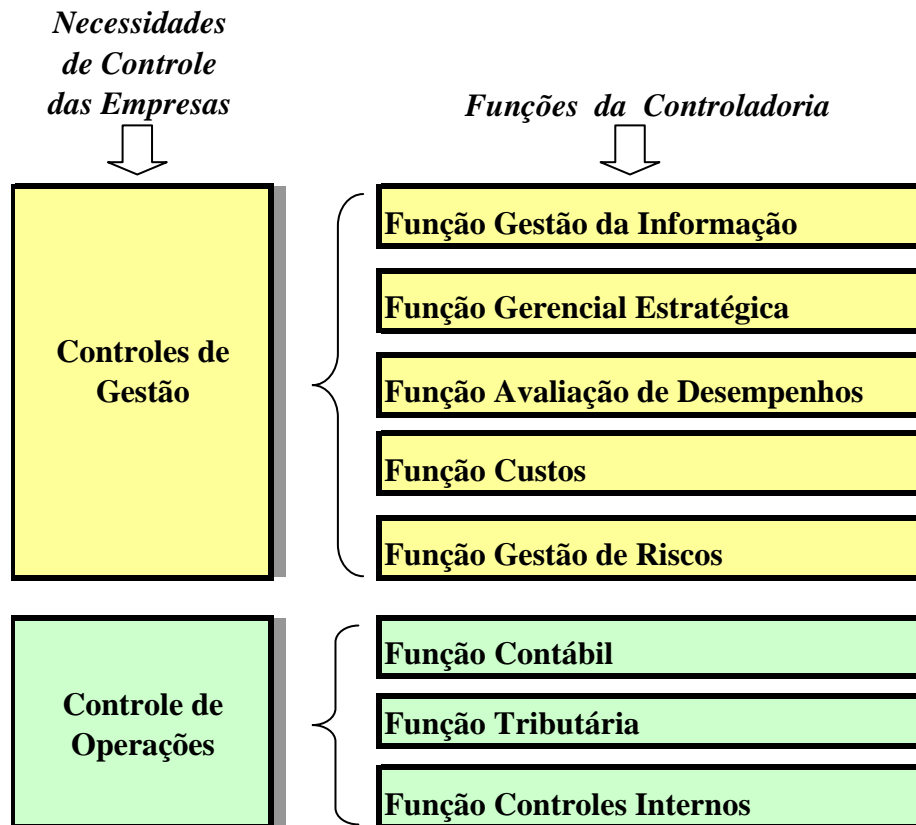 Necessidades
de Controle
das Empresas
Funções da Controladoria
Controles de
Gestão
Função Gestão da Informação
Função Gerencial Estratégica
Função Avaliação de Desempenhos
Função Custos
Função Gestão de Riscos
Controle de
Operações
Função Contábil
Função Tributária
Função Controles Internos